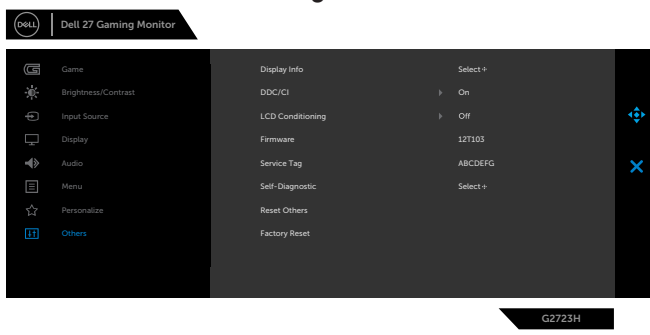 DELL Dell 27 Gaming Monitor
Game Display Info Select
Brightness/Contrast DDC/CI On
Input Source LCD Conditioning Off
Display Firmware 12T103
Audio Service Tag ABCDEFG
Menu Self-Diagnostic Select
Personalize Reset Others
Others Factory Reset
G2723H